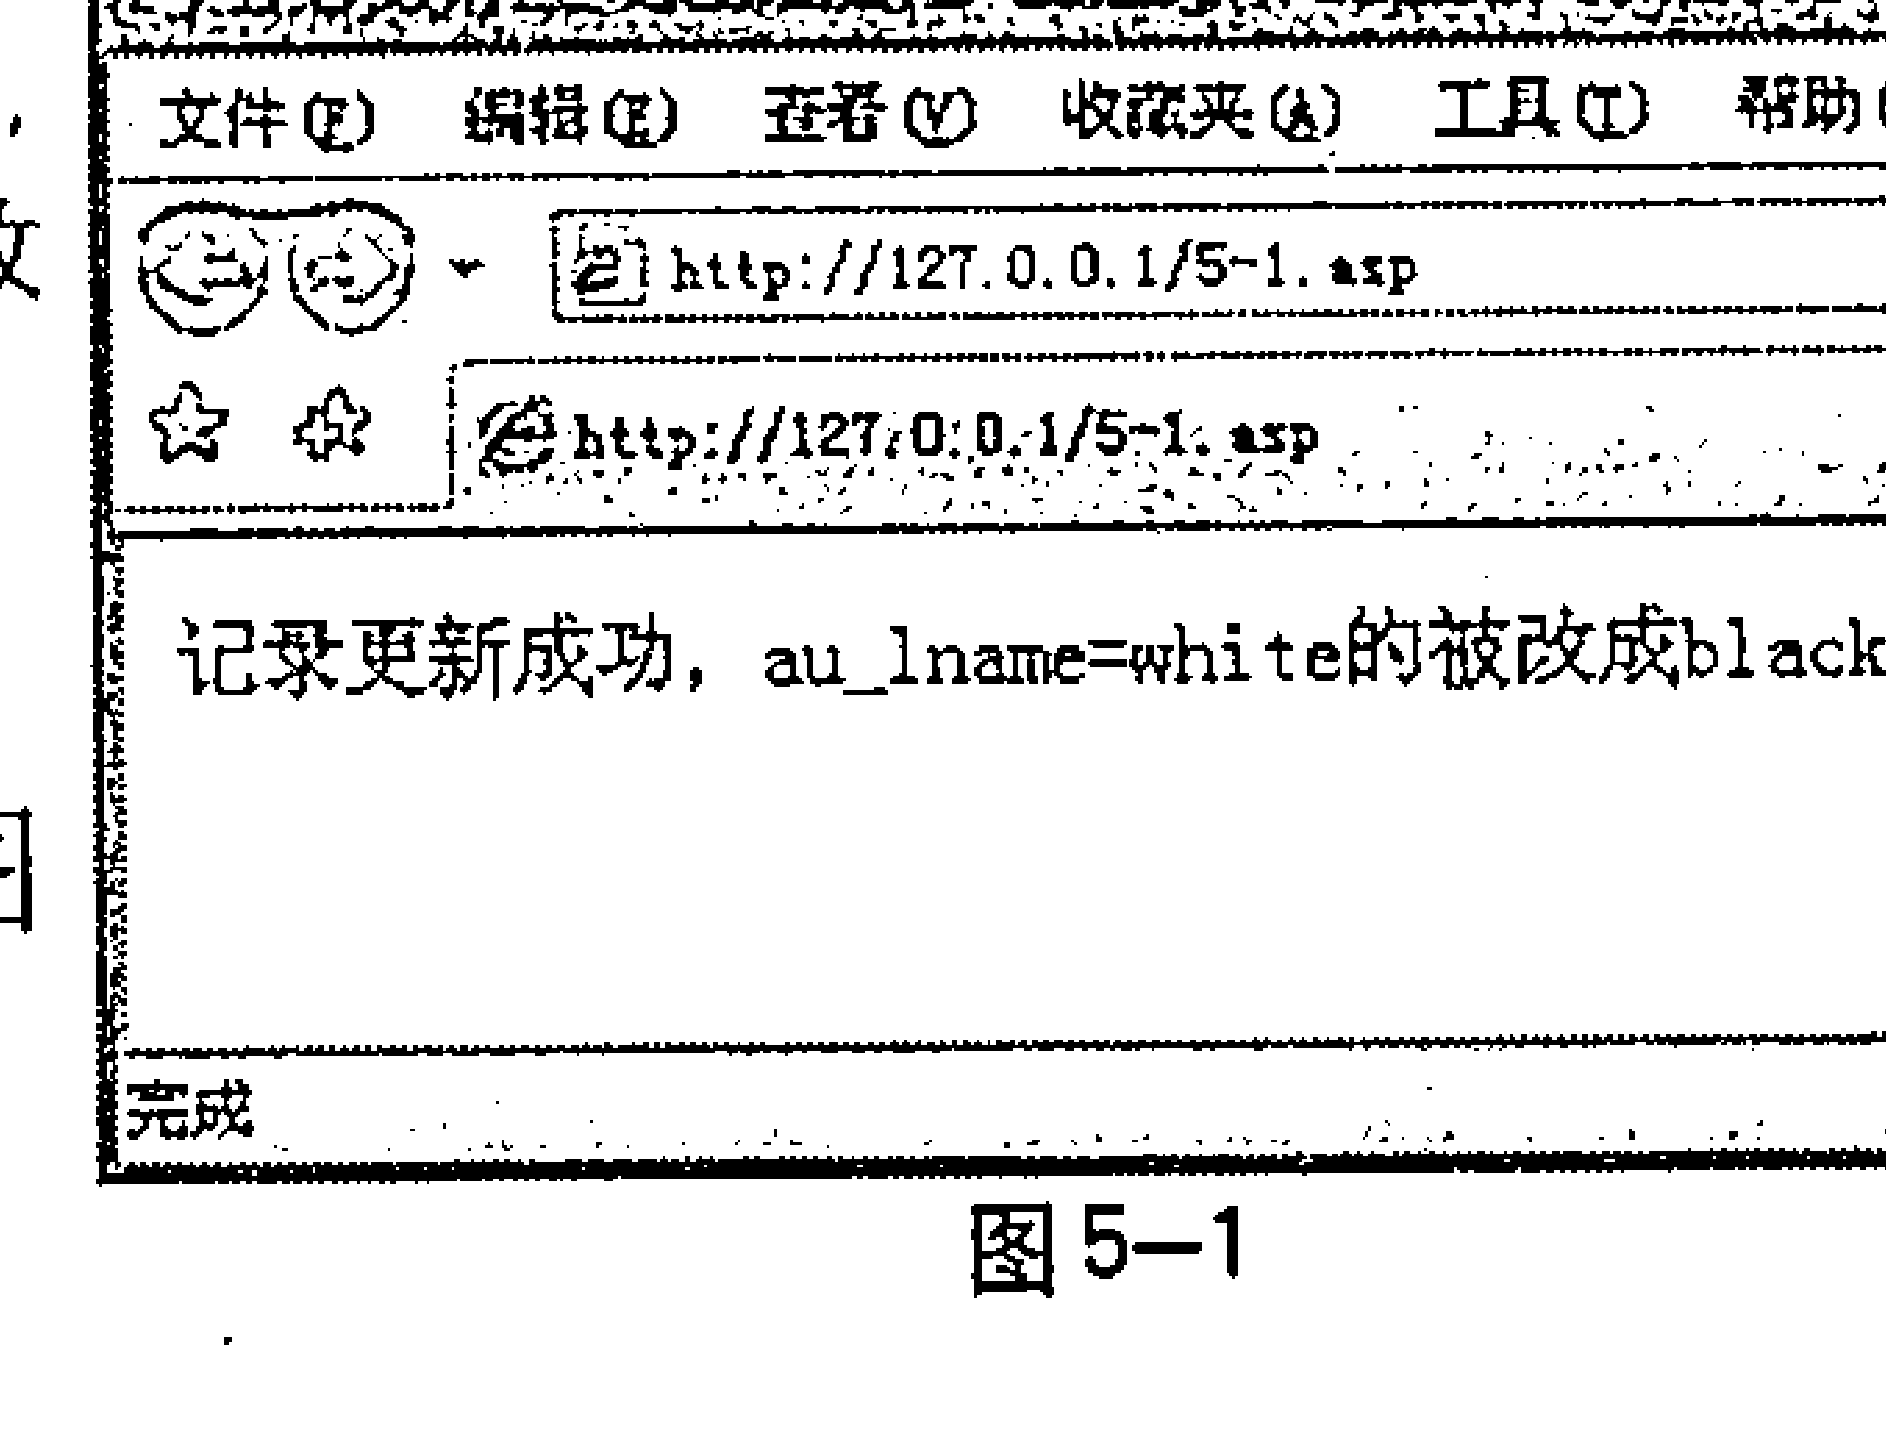 文件(F) 编辑(E) 查看(V) 收藏夹(A) 工具(T) 帮助(
http://127.0.0.1/5-1.asp
http://127.0.0.1/5-1.asp
记录更新成功，au_lname=white的被改成black
完成
图 5—1